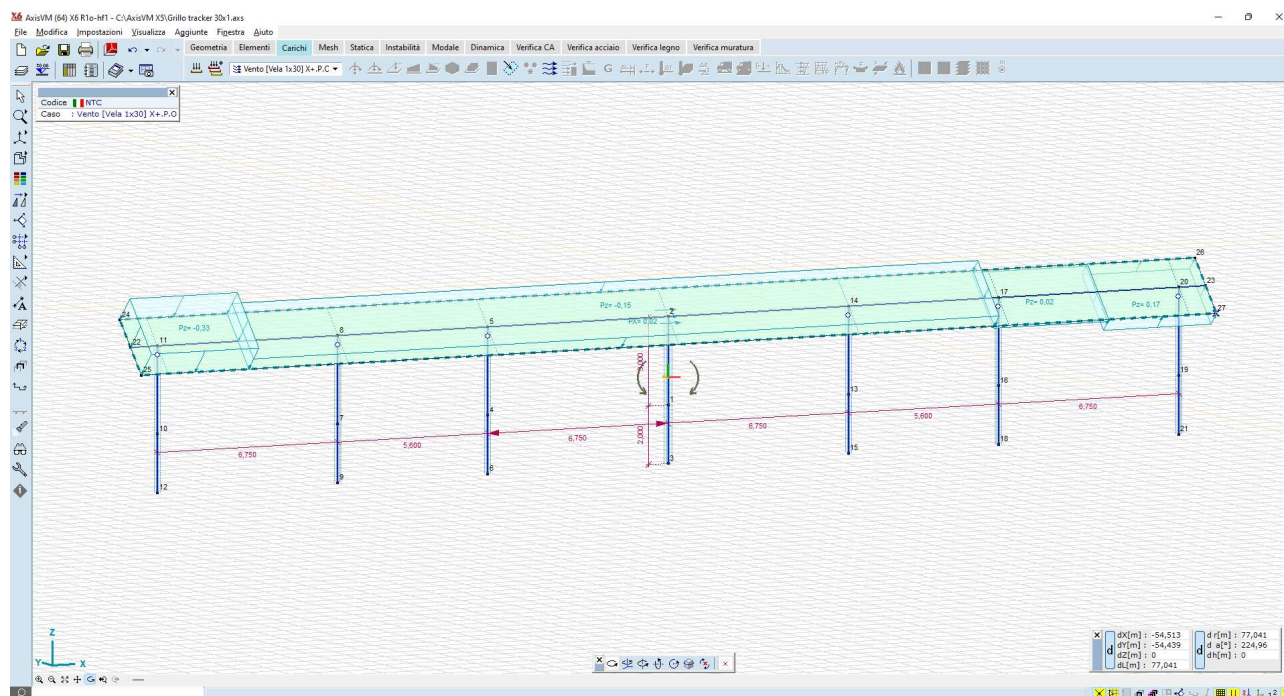 AxisVM (64) X6 R1o-hf1 - C:\AxisVM X5\Grillo tracker 30x1.axs
File Modifica Impostazioni Visualizza Aggiunte Finestra Aiuto
Geometria Elementi Carichi Mesh Statica Instabilità Modale Dinamica Verifica CA Verifica acciaio Verifica legno Verifica muratura
Vento [Vela 1x30] X+.P.C
Codice NTC
Caso : Vento [Vela 1x30] X+.P.O
26
20 23
17
14
2
5
8
11
24
22
25
27
Pz= -0,33
Pz= -0,15
PX= 0,02
Pz= 0,02
Pz= 0,17
3,000
2,000
10
7
4
1
13
16
19
12
9
6
3
15
18
21
6,750
5,600
6,750
6,750
5,600
6,750
Z
Y X
d
dX[m] : -54,513
dY[m] : -54,439
dZ[m] : 0
dL[m] : 77,041
d
d r[m] : 77,041
d a[°] : 224,96
dh[m] : 0